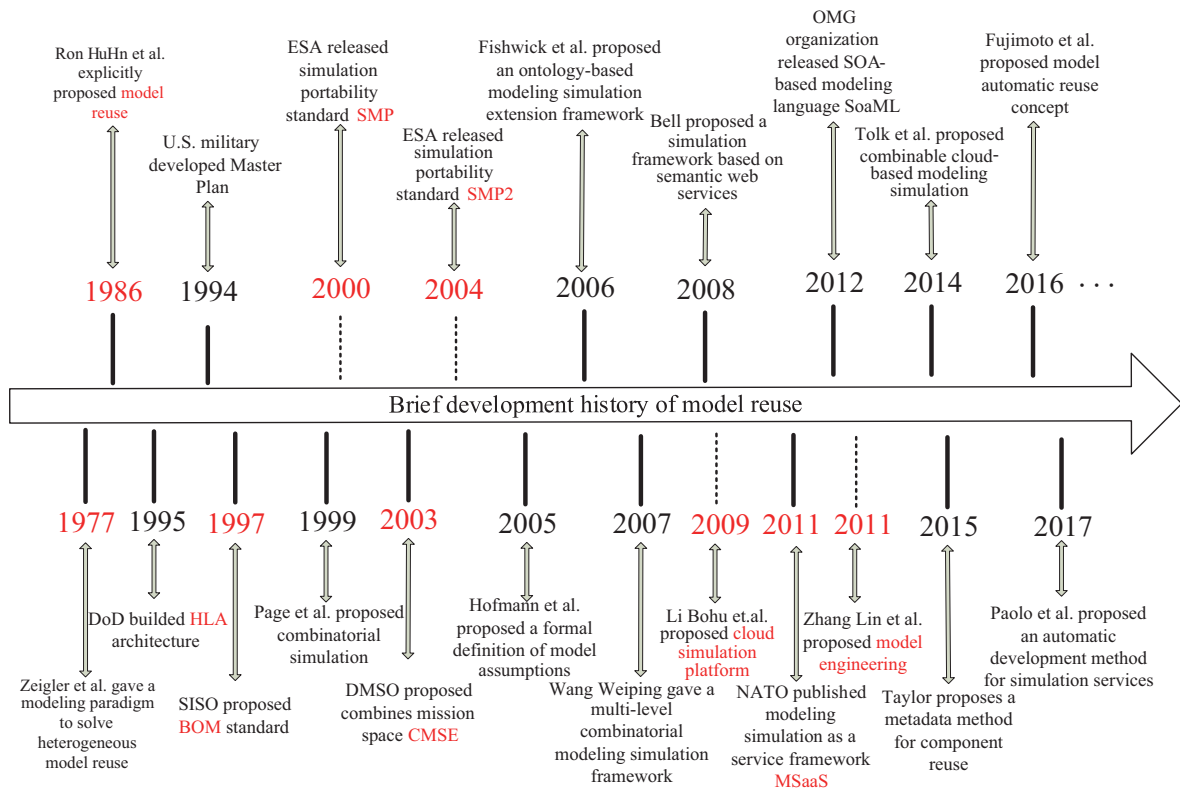 Ron HuHn et al.
explicitly
proposed model
reuse
U.S. military
developed Master
Plan
ESA released
simulation
portability
standard SMP
ESA released
simulation
portability
standard SMP2
Fishwick et al. proposed
an ontology-based
modeling simulation
extension framework
Bell proposed a
simulation
framework based on
semantic web
services
OMG
organization
released SOA-
based modeling
language SoaML
Tolk et al. proposed
combinable cloud-
based modeling
simulation
Fujimoto et al.
proposed model
automatic reuse
concept
1986
1994
2000
2004
2006
2008
2012
2014
2016 ...
Brief development history of model reuse
1977
1995
1997
1999
2003
2005
2007
2009
2011
2011
2015
2017
Zeigler et al. gave a
modeling paradigm
to solve
heterogeneous
model reuse
DoD builded HLA
architecture
SISO proposed
BOM standard
Page et al. proposed
combinatorial
simulation
DMSO proposed
combines mission
space CMSE
Hofmann et al.
proposed a formal
definition of model
assumptions
Wang Weiping gave a
multi-level
combinatorial
modeling simulation
framework
Li Bohu et.al.
proposed cloud
simulation
platform
NATO published
modeling
simulation as a
service framework
MSaaS
Zhang Lin et al.
proposed model
engineering
Taylor proposes a
metadata method
for component
reuse
Paolo et al. proposed
an automatic
development method
for simulation services